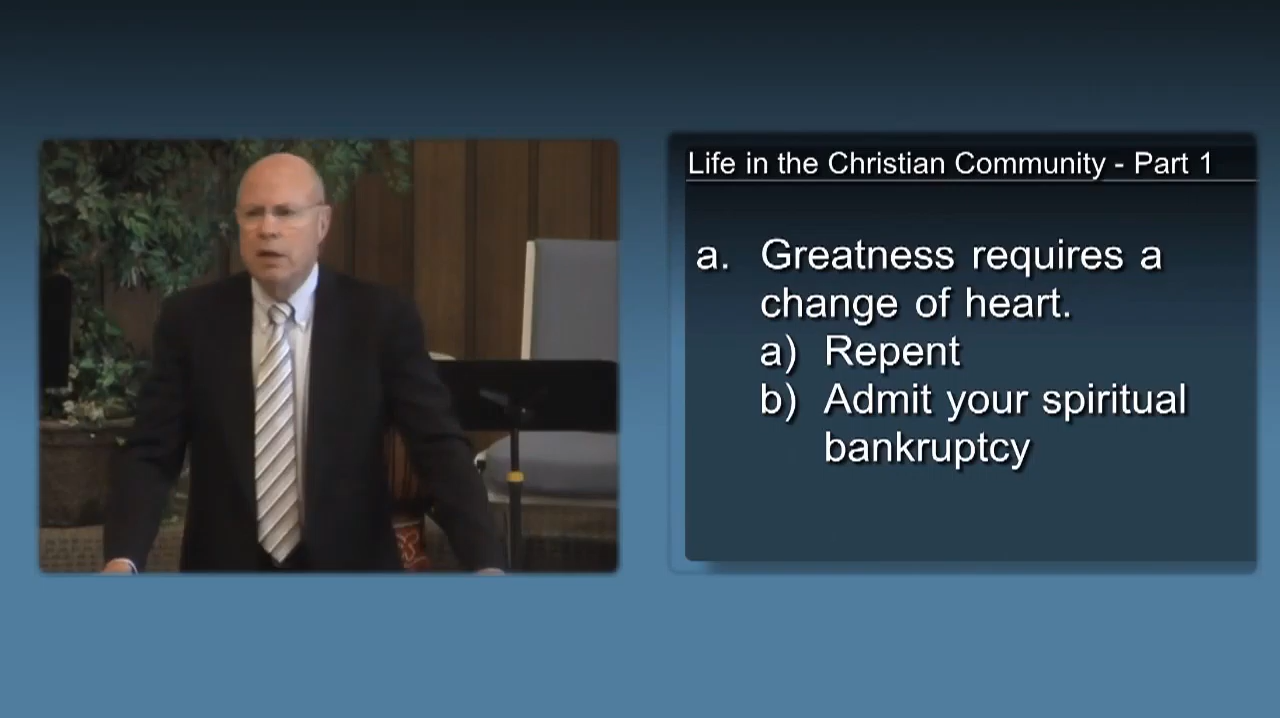 Life in the Christian Community - Part 1
a. Greatness requires a
change of heart.
a) Repent
b) Admit your spiritual
bankruptcy